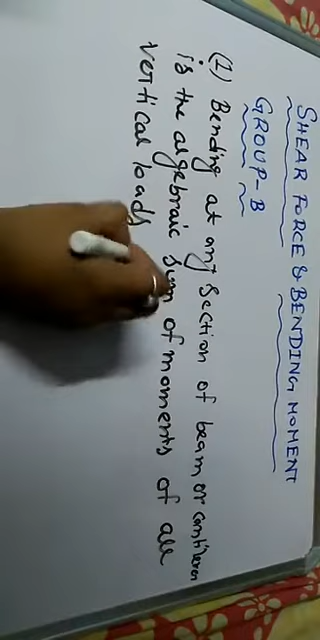 SHEAR FORCE & BENDING MOMENT
GROUP-B
(1) Bending at any section of beam or cantilever
is the algebraic sum of moments of all
vertical loads